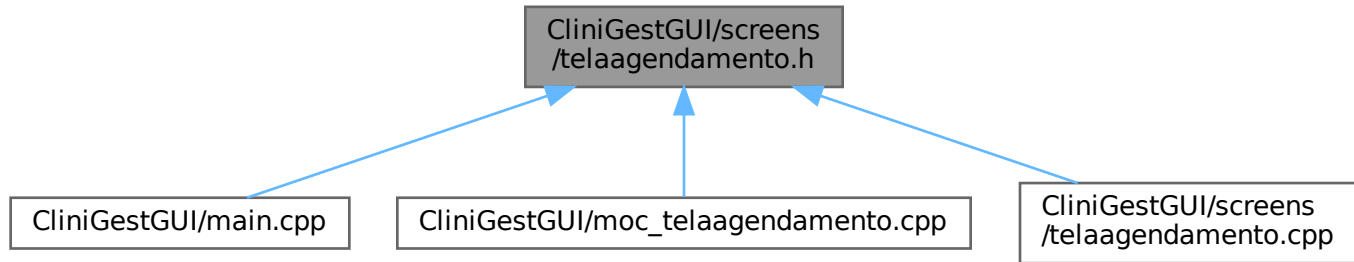 CliniGestGUI/screens
/telaagendamento.h
CliniGestGUI/main.cpp
CliniGestGUI/moc_telaagendamento.cpp
CliniGestGUI/screens
/telaagendamento.cpp